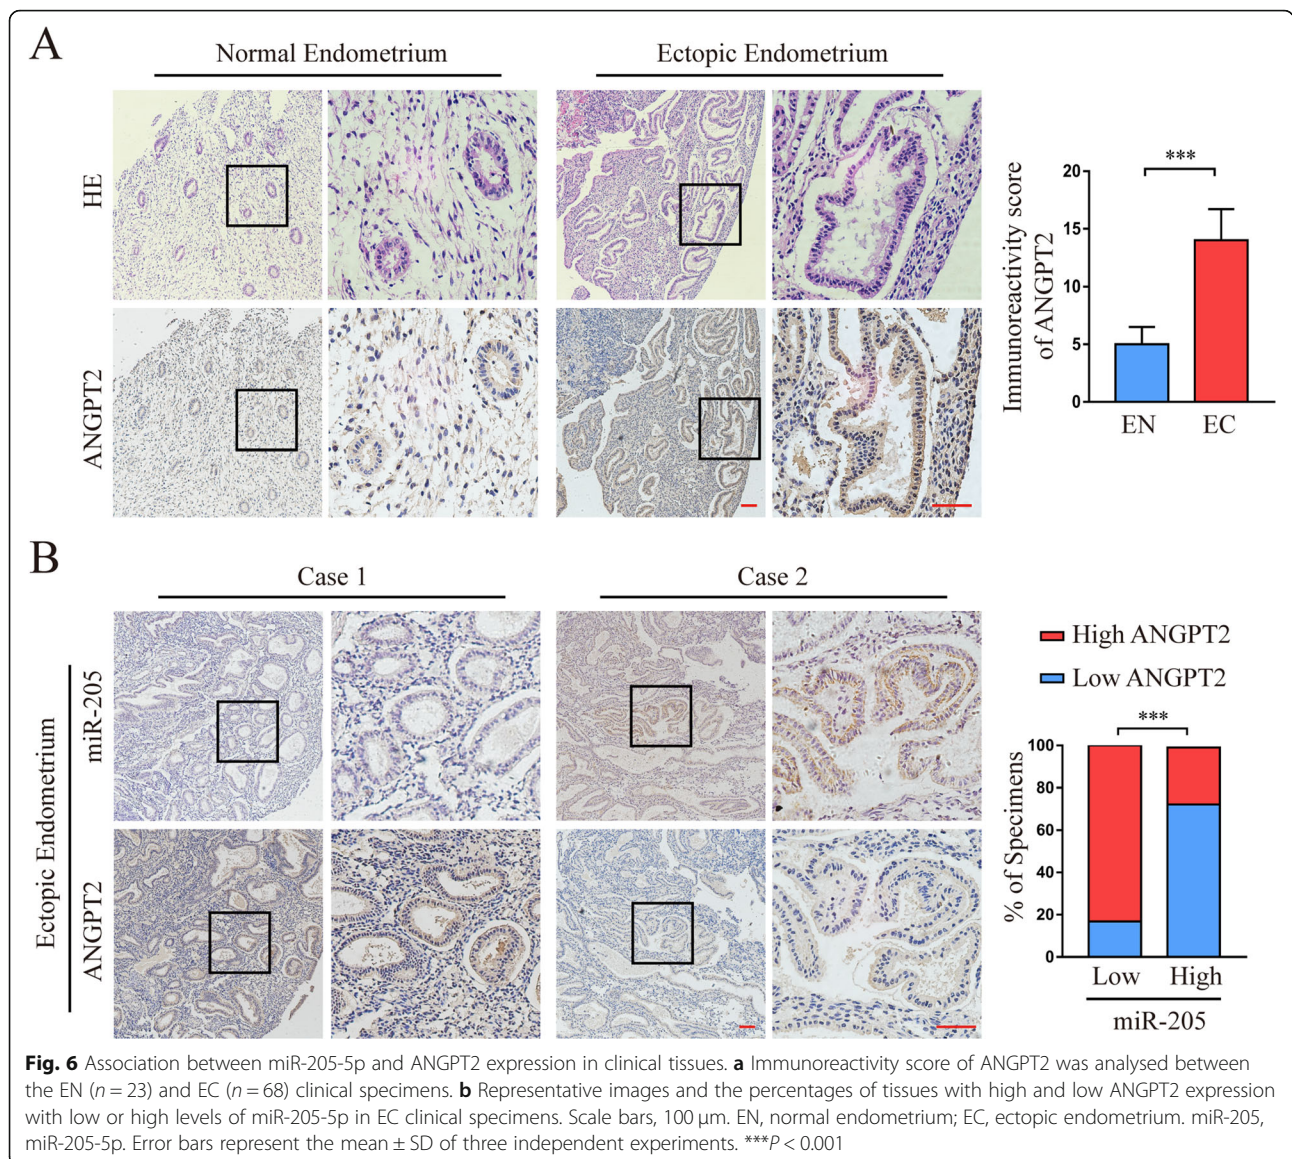 A
Normal Endometrium
Ectopic Endometrium
HE
ANGPT2
Immunoreactivity score
of ANGPT2
***
20
15
10
5
0
EN
EC
B
Case 1
Case 2
Ectopic Endometrium
miR-205
ANGPT2
High ANGPT2
Low ANGPT2
***
% of Specimens
100
80
60
40
20
0
Low
High
miR-205
Fig. 6 Association between miR-205-5p and ANGPT2 expression in clinical tissues. a Immunoreactivity score of ANGPT2 was analysed between
the EN (n = 23) and EC (n = 68) clinical specimens. b Representative images and the percentages of tissues with high and low ANGPT2 expression
with low or high levels of miR-205-5p in EC clinical specimens. Scale bars, 100 μm. EN, normal endometrium; EC, ectopic endometrium. miR-205,
miR-205-5p. Error bars represent the mean ± SD of three independent experiments. ***P < 0.001